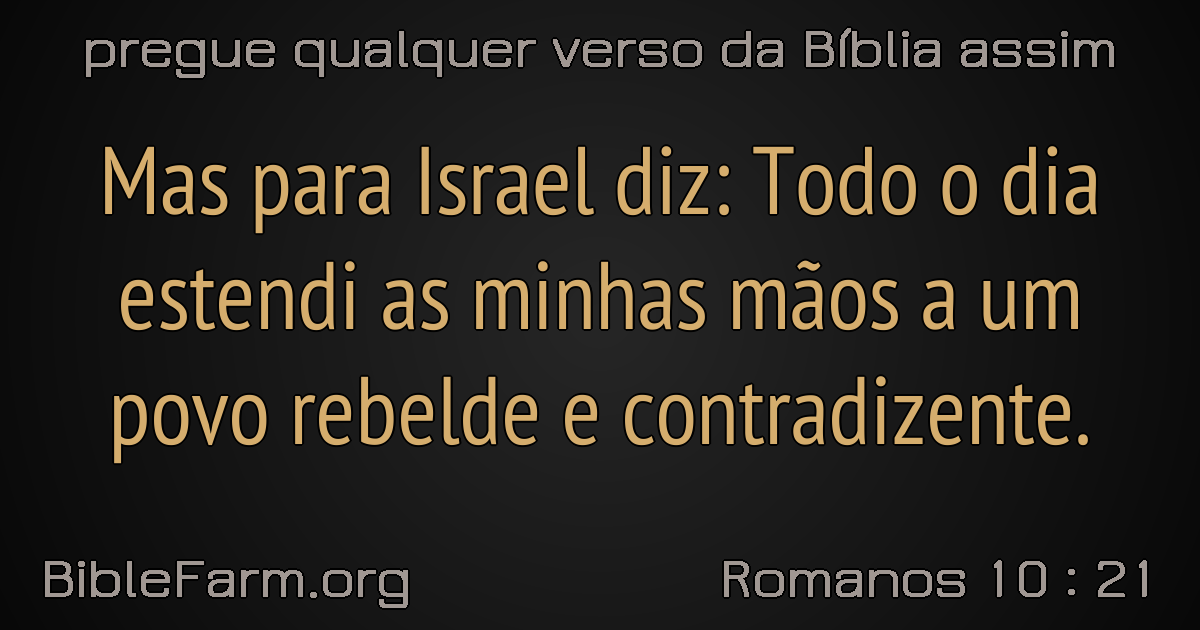 pregue qualquer verso da Bíblia assim
Mas para Israel diz: Todo o dia
estendi as minhas mãos a um
povo rebelde e contradizente.
BibleFarm.org
Romanos 10 : 21